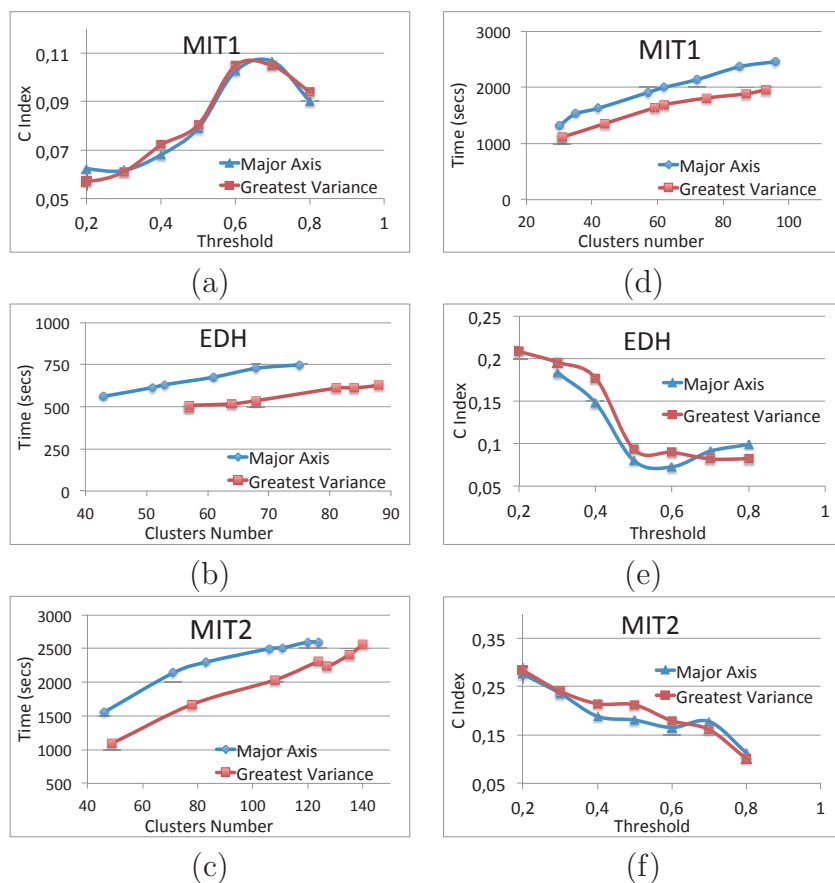 MIT1
0,11
0,09
0,07
0,05
C Index
0,2 0,4 0,6 0,8 1
Threshold
Major Axis
Greatest Variance
(a)
MIT1
3000
2000
1000
0
Time (secs)
20 40 60 80 100
Clusters number
Major Axis
Greatest Variance
(d)
EDH
1000
750
500
250
0
Time (secs)
40 50 60 70 80 90
Clusters Number
Major Axis
Greatest Variance
(b)
EDH
0,25
0,2
0,15
0,1
0,05
C Index
0,2 0,4 0,6 0,8 1
Threshold
Major Axis
Greatest Variance
(e)
MIT2
3000
2500
2000
1500
1000
500
Time (secs)
40 60 80 100 120 140
Clusters Number
Major Axis
Greatest Variance
(c)
MIT2
0,35
0,25
0,15
0,05
C Index
0,2 0,4 0,6 0,8 1
Threshold
Major Axis
Greatest Variance
(f)